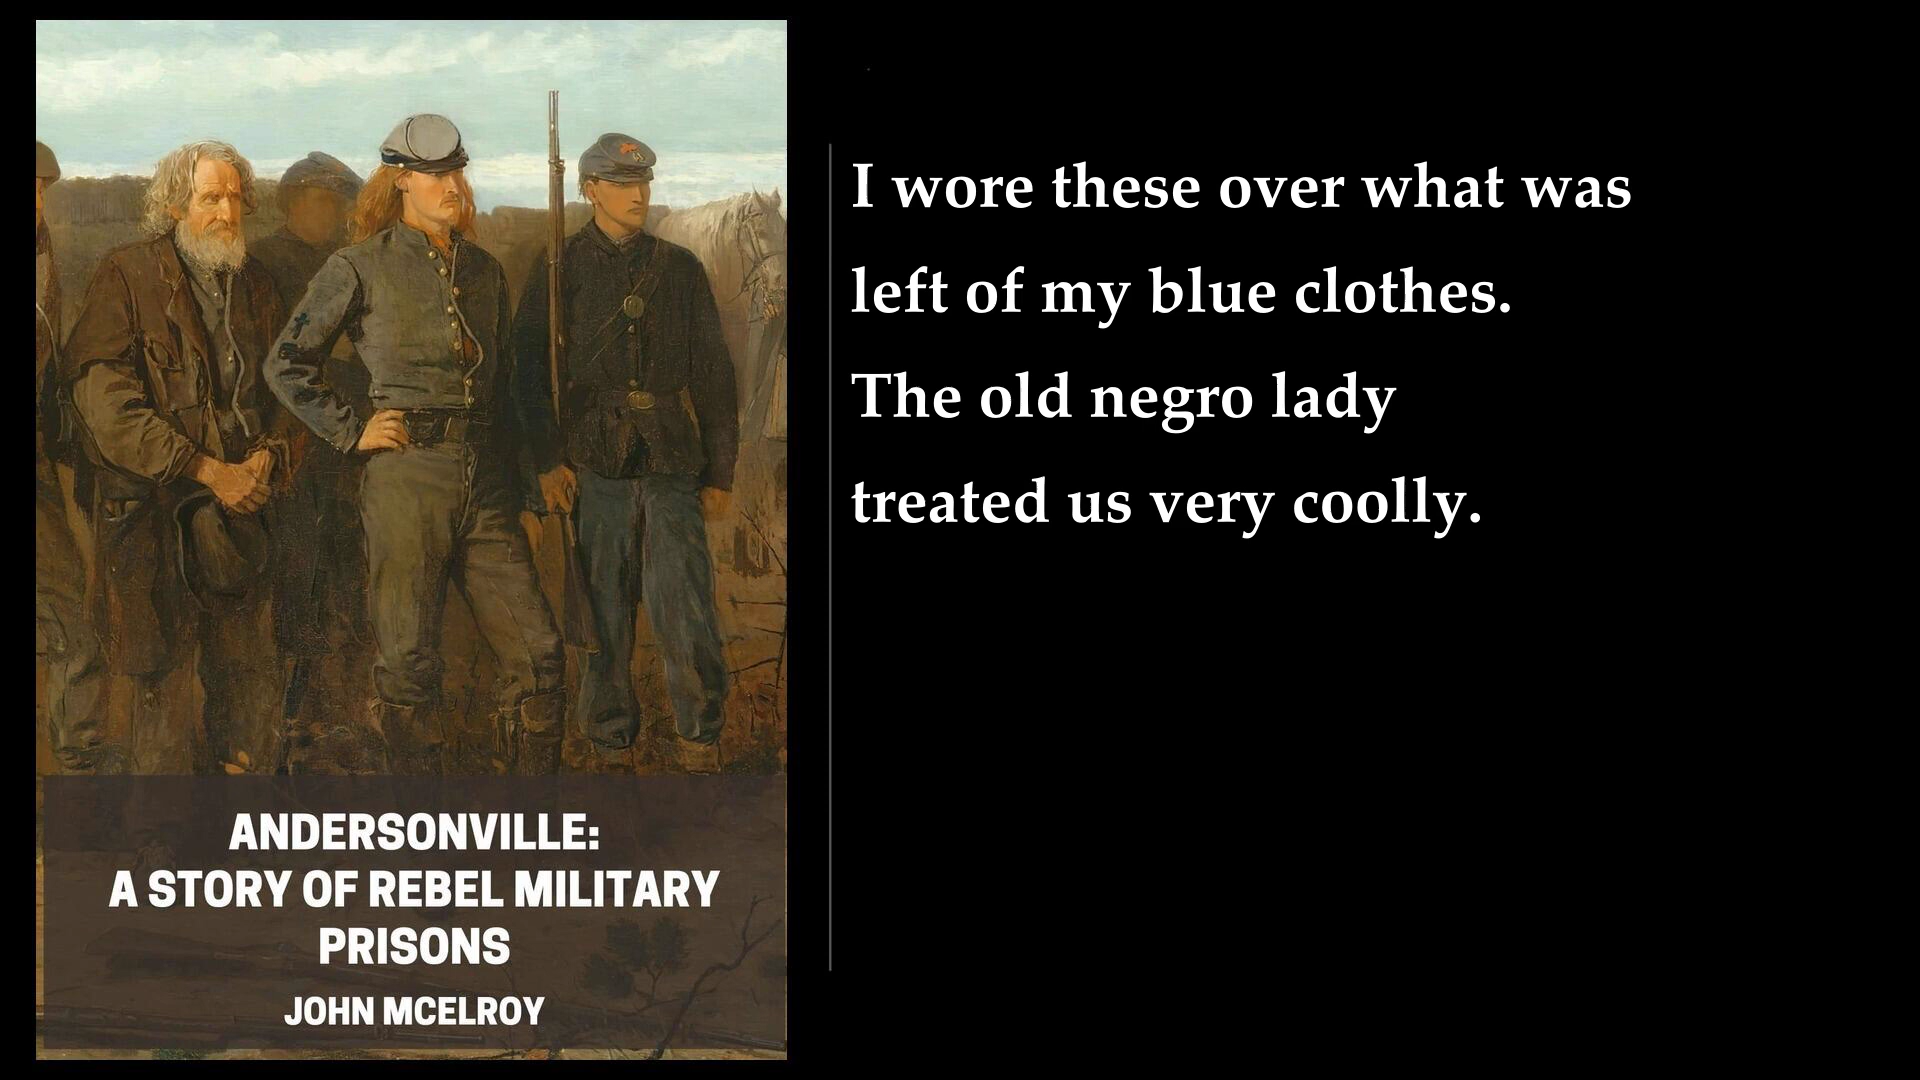 I wore these over what was
left of my blue clothes.
The old negro lady
treated us very coolly.
ANDERSONVILLE:
A STORY OF REBEL MILITARY
PRISONS
JOHN MCELROY